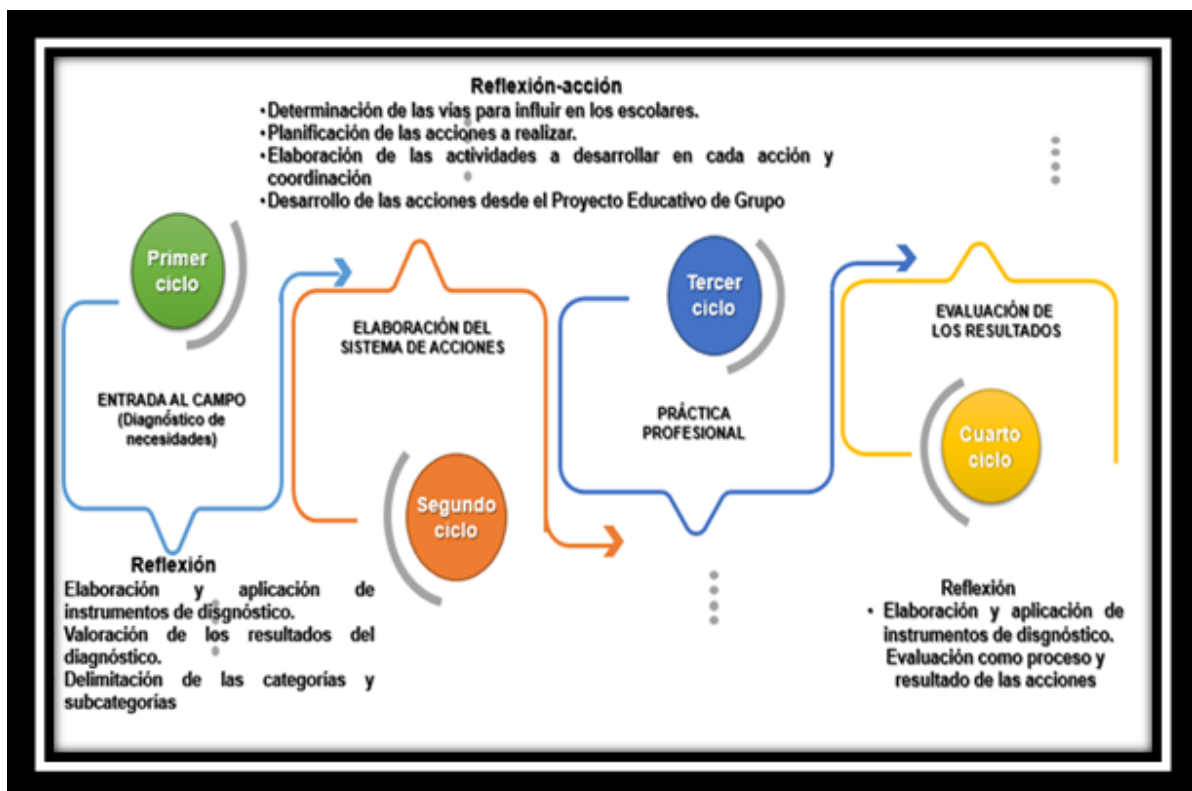 Reflexión-acción
•Determinación de las vías para influir en los escolares.
•Planificación de las acciones a realizar.
•Elaboración de las actividades a desarrollar en cada acción y
coordinación
•Desarrollo de las acciones desde el Proyecto Educativo de Grupo
Primer
ciclo
ENTRADA AL CAMPO
(Diagnóstico de
necesidades)
Reflexión
Elaboración y aplicación de
instrumentos de disgnóstico.
Valoración de los resultados del
diagnóstico.
Delimitación de las categorías y
subcategorías
ELABORACIÓN DEL
SISTEMA DE ACCIONES
Segundo
ciclo
Tercer
ciclo
PRÁCTICA
PROFESIONAL
EVALUACIÓN DE
LOS RESULTADOS
Cuarto
ciclo
Reflexión
• Elaboración y aplicación de
instrumentos de disgnóstico.
Evaluación como proceso y
resultado de las acciones